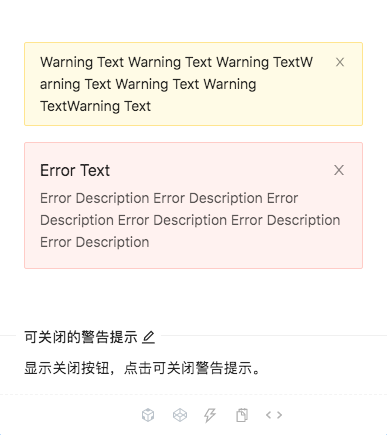 Warning Text Warning Text Warning TextW
arning Text Warning Text Warning
TextWarning Text
Error Text
Error Description Error Description Error
Description Error Description Error Description
Error Description
可关闭的警告提示
显示关闭按钮，点击可关闭警告提示。